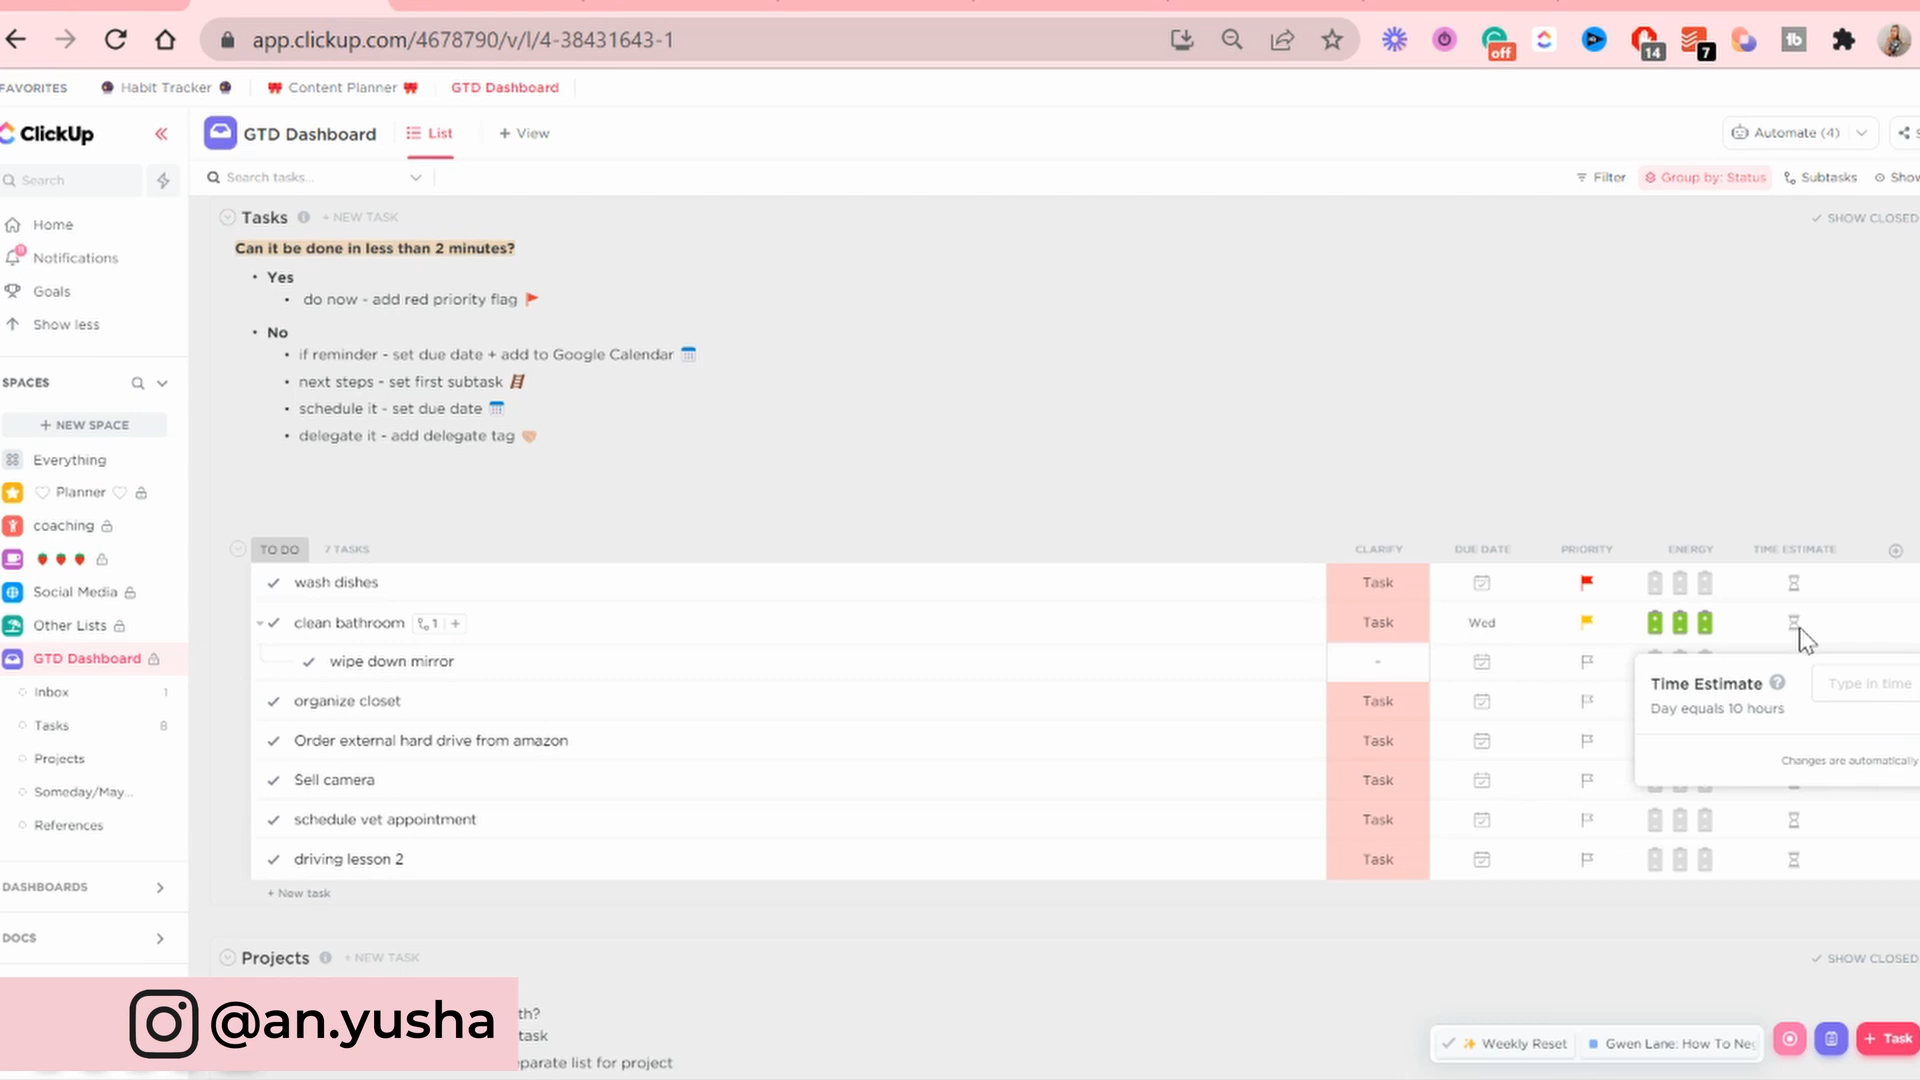 app.clickup.com/4678790/v/l/4-38431643-1
off
14
7
fb
FAVORITES
Habit Tracker
Content Planner
GTD Dashboard
ClickUp
GTD Dashboard
List
+ View
Automate (4)
Search
Search tasks...
Filter
Group by: Status
Subtasks
Show
Home
Notifications
Goals
Show less
SPACES
+ NEW SPACE
Everything
Planner
coaching
Social Media
Other Lists
GTD Dashboard
Inbox 1
Tasks 8
Projects
Someday/May...
References
DASHBOARDS
DOCS
Tasks + NEW TASK
SHOW CLOSED
Can it be done in less than 2 minutes?
• Yes
• do now - add red priority flag
• No
• if reminder - set due date + add to Google Calendar
• next steps - set first subtask
• schedule it - set due date
• delegate it - add delegate tag
TO DO 7 TASKS CLARIFY DUE DATE PRIORITY ENERGY TIME ESTIMATE
wash dishes Task
clean bathroom 1 + Task Wed
wipe down mirror -
organize closet Task
Order external hard drive from amazon Task
Sell camera Task
schedule vet appointment Task
driving lesson 2 Task
+ New task
Time Estimate ? Type in time
Day equals 10 hours
Changes are automatically
Projects + NEW TASK
SHOW CLOSED
th?
task
parate list for project
@an.yusha
Weekly Reset
Gwen Lane: How To Neg
+ Task